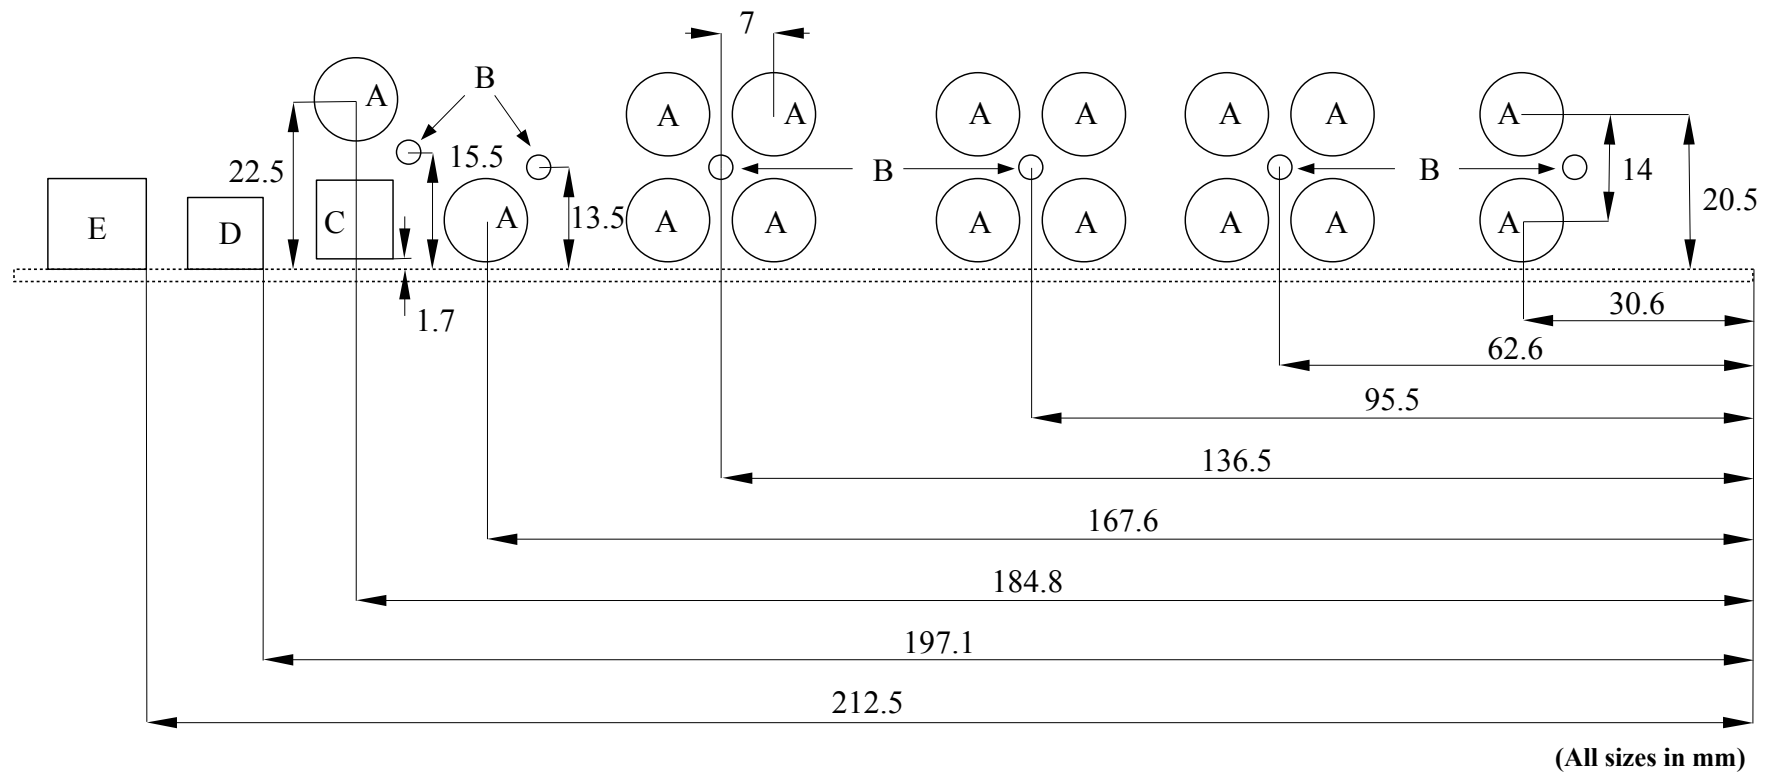 7
A B A A A A A A A
22.5 15.5 B B 14
E D C A 13.5 20.5
A A A A A A A
1.7 30.6
62.6
95.5
136.5
167.6
184.8
197.1
212.5
(All sizes in mm)